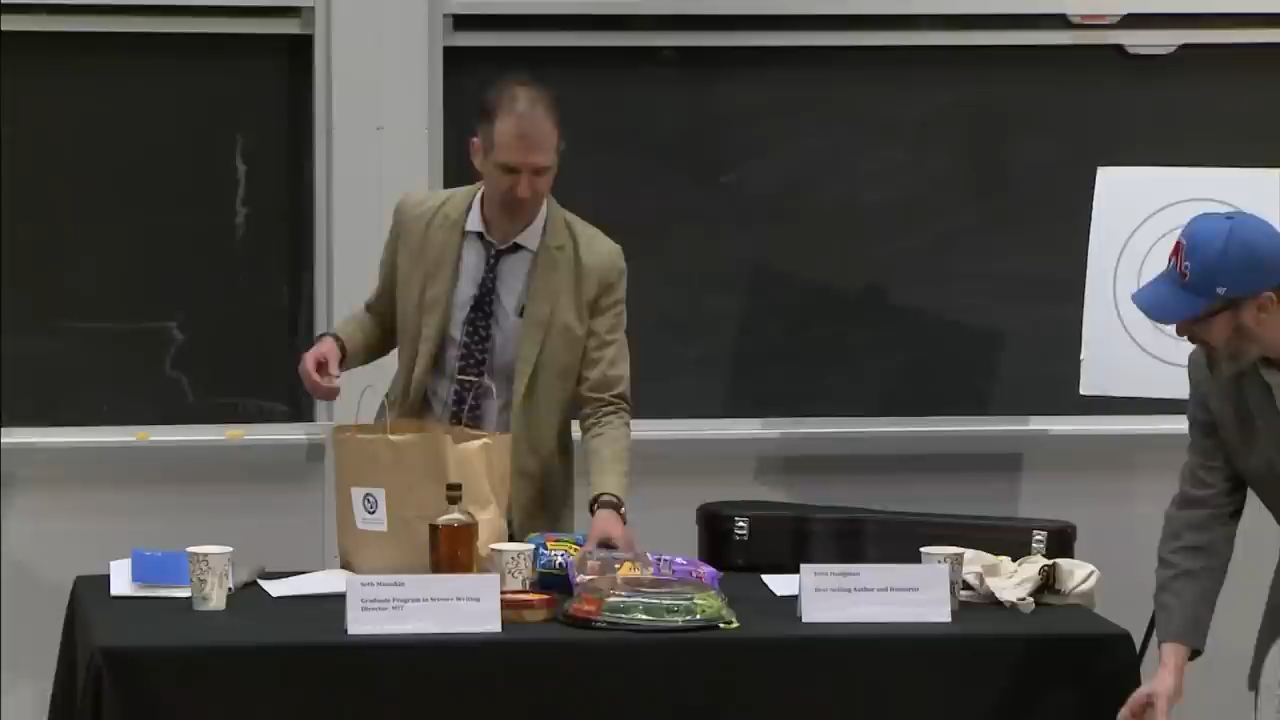 Seth Mnookin
Graduate Program in Science Writing
Director, MIT
John Hodgman
Best Selling Author and Humorist